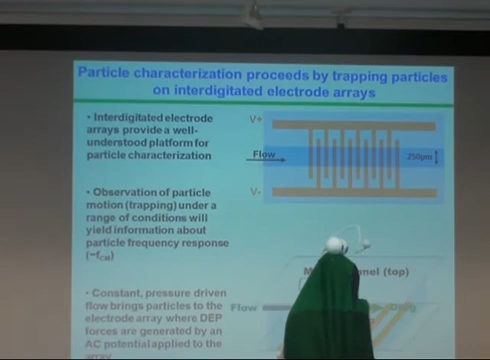 Particle characterization proceeds by trapping particles
on interdigitated electrode arrays
• Interdigitated electrode
arrays provide a well-
understood platform for
particle characterization
V+
Flow
250µm
V-
• Observation of particle
motion (trapping) under a
range of conditions will
yield information about
particle frequency response
(~fCM)
(top)
• Constant, pressure driven
flow brings particles to the
electrode array where DEP
forces are generated by an
AC potential applied to the
array
Flow